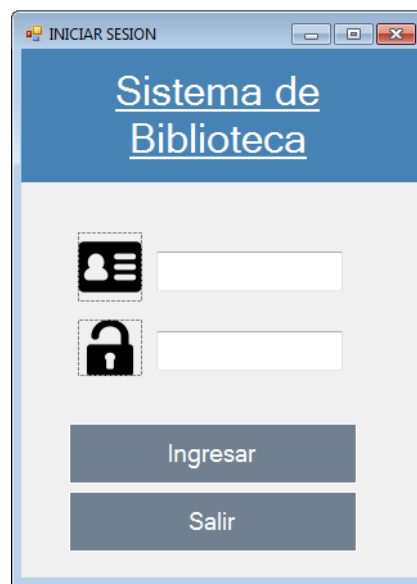 INICIAR SESION
Sistema de
Biblioteca
Ingresar
Salir